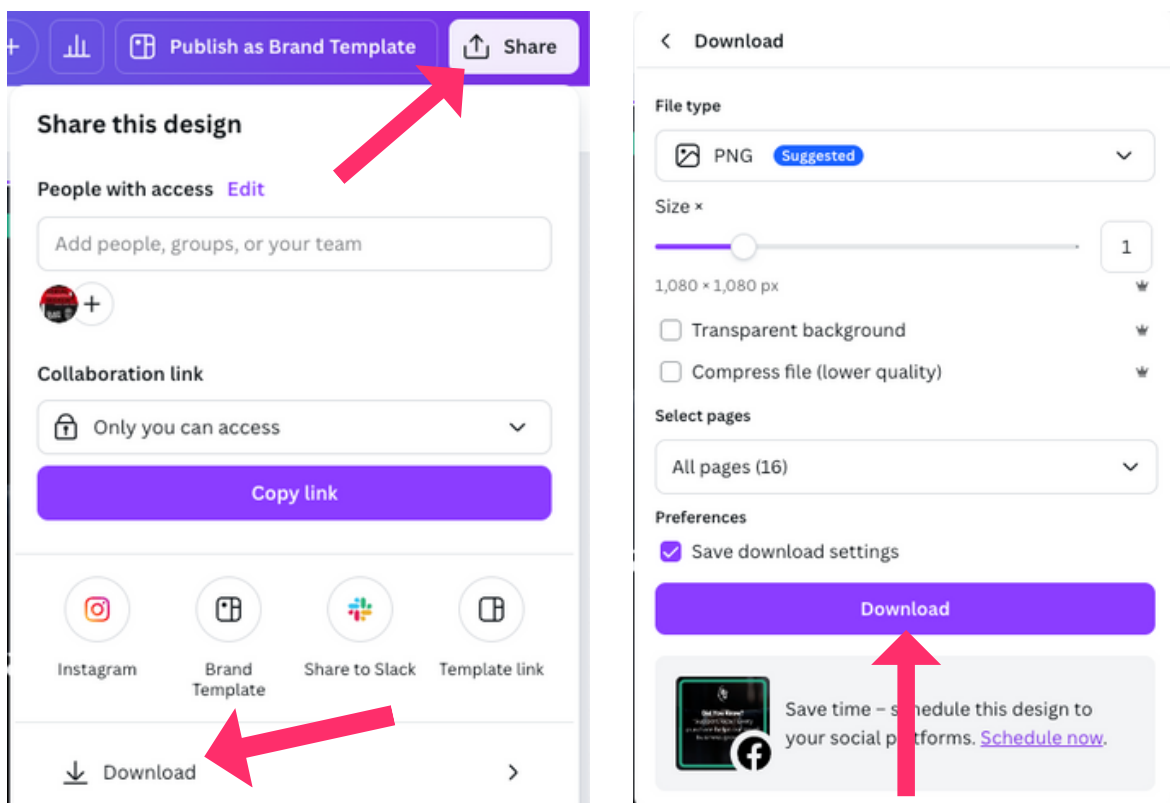 Publish as Brand Template
Share
Share this design
People with access Edit
Add people, groups, or your team
Collaboration link
Only you can access
Copy link
Instagram
Brand
Template
Share to Slack
Template link
Download
Download
File type
PNG Suggested
Size ×
1
1,080 × 1,080 px
Transparent background
Compress file (lower quality)
Select pages
All pages (16)
Preferences
Save download settings
Download
Did You Know?
Save time – schedule this design to
your social platforms. Schedule now.